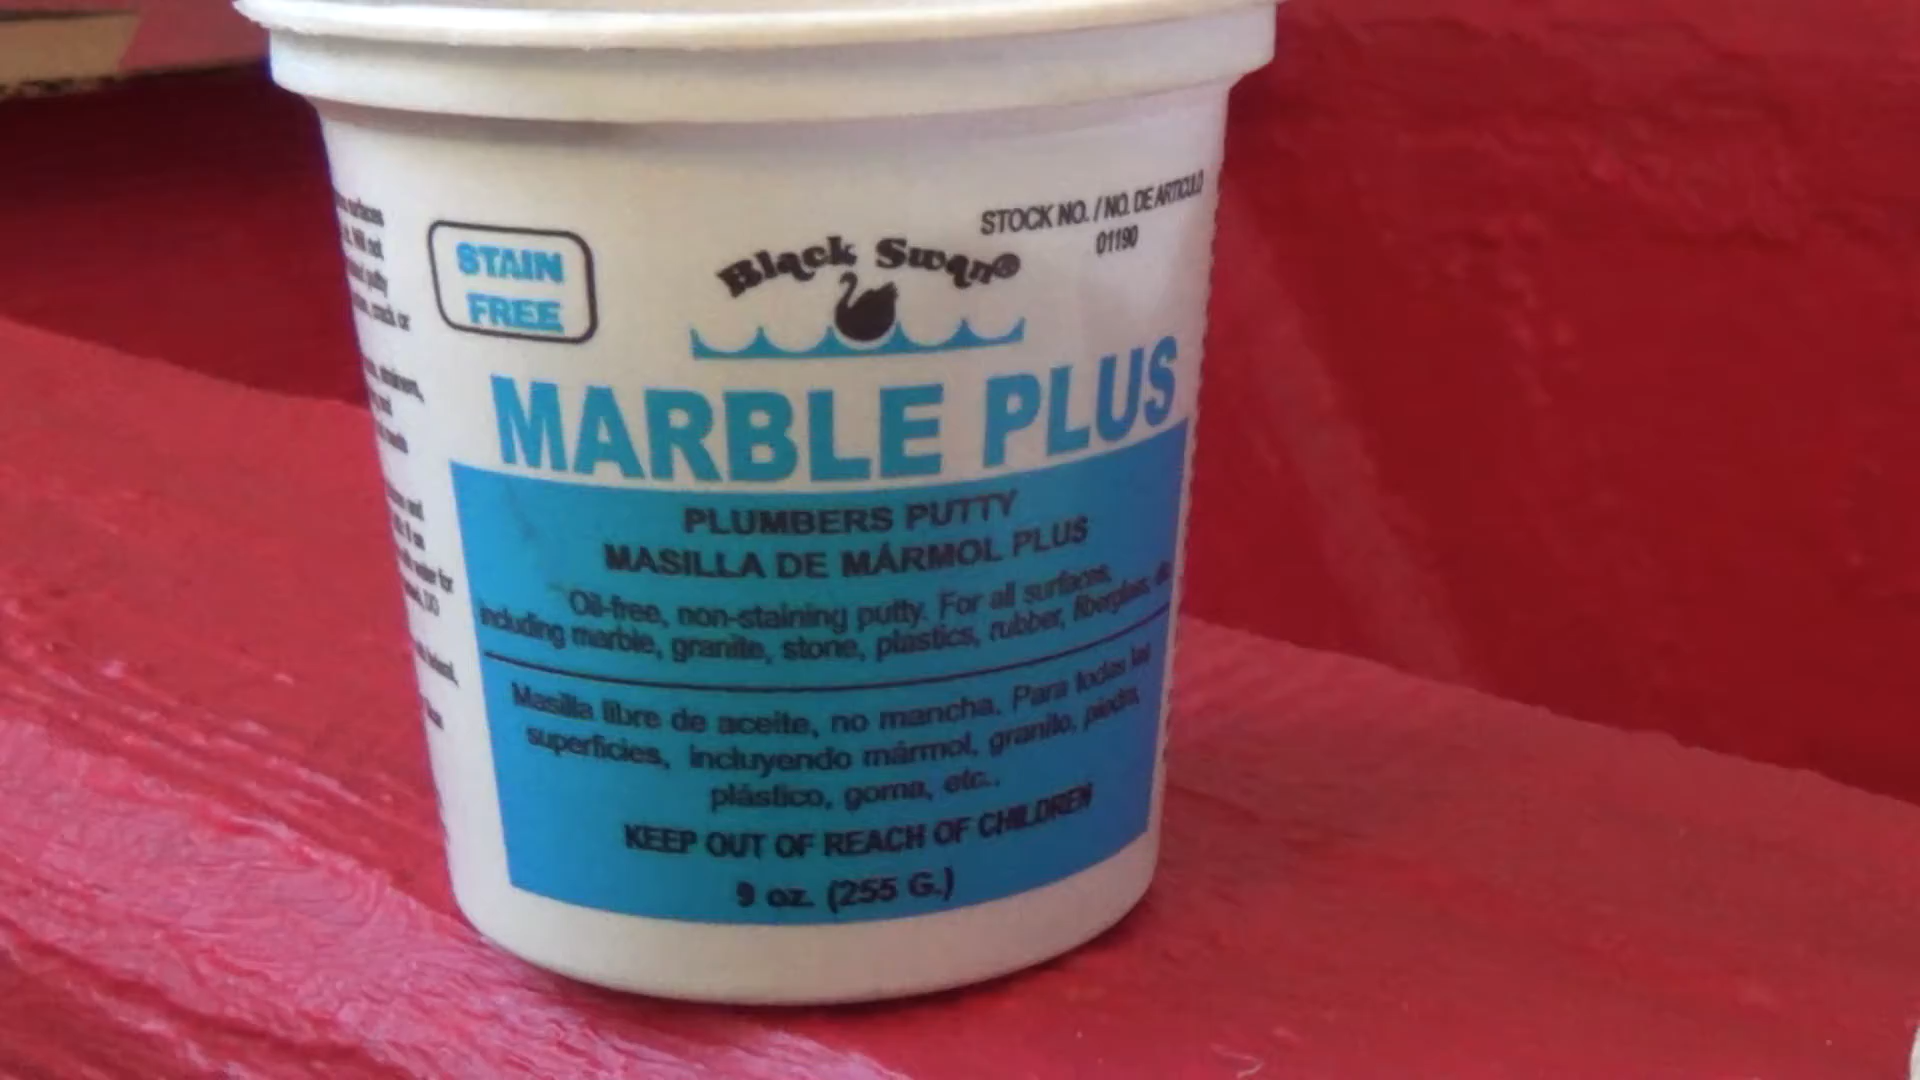 STAIN
FREE
Black Swan®
STOCK NO. / NO. DE ARTICULO
01190
MARBLE PLUS
PLUMBERS PUTTY
MASILLA DE MÁRMOL PLUS
Oil-free, non-staining putty. For all surfaces,
including marble, granite, stone, plastics, rubber, fiberglass,
Masilla libre de aceite, no mancha. Para todas las
superficies, incluyendo mármol, granito, piedra,
plástico, goma, etc..
KEEP OUT OF REACH OF CHILDREN
9 oz. (255 G.)